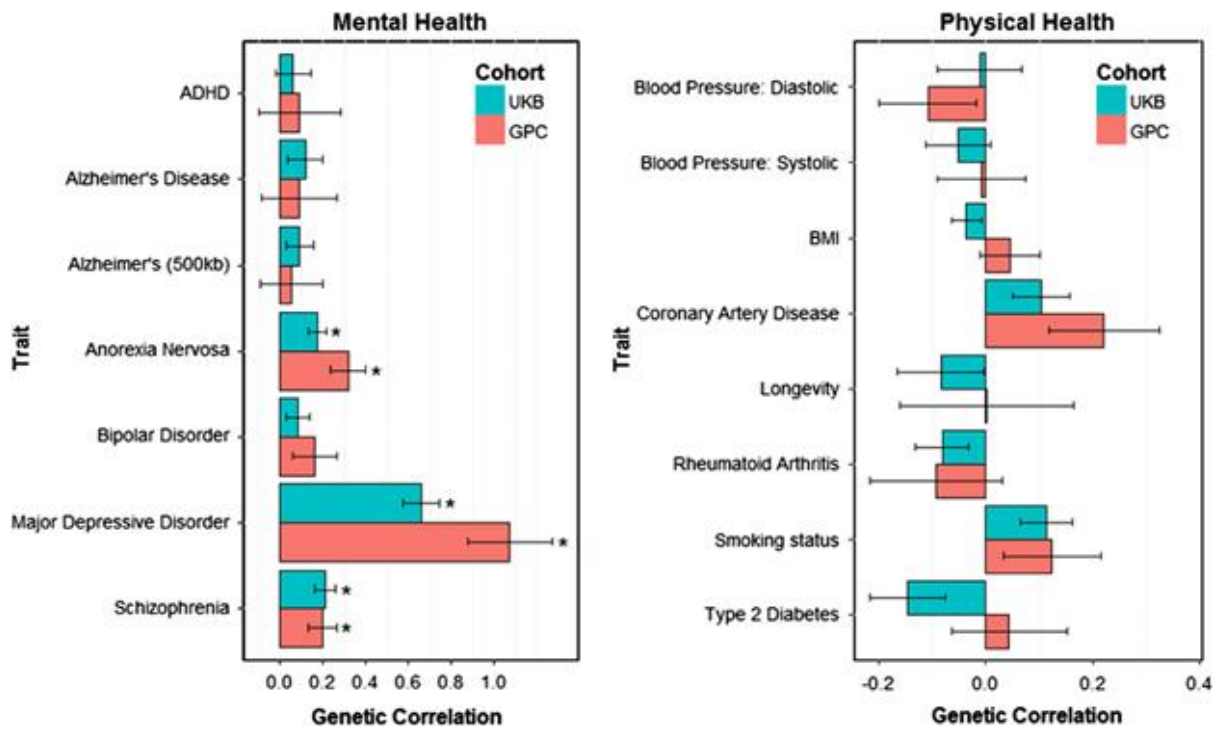 Mental Health
Trait
ADHD
Alzheimer's Disease
Alzheimer's (500kb)
Anorexia Nervosa
Bipolar Disorder
Major Depressive Disorder
Schizophrenia
Cohort
UKB
GPC
*
*
*
*
*
*
0.0 0.2 0.4 0.6 0.8 1.0
Genetic Correlation
Physical Health
Trait
Blood Pressure: Diastolic
Blood Pressure: Systolic
BMI
Coronary Artery Disease
Longevity
Rheumatoid Arthritis
Smoking status
Type 2 Diabetes
Cohort
UKB
GPC
-0.2 0.0 0.2 0.4
Genetic Correlation